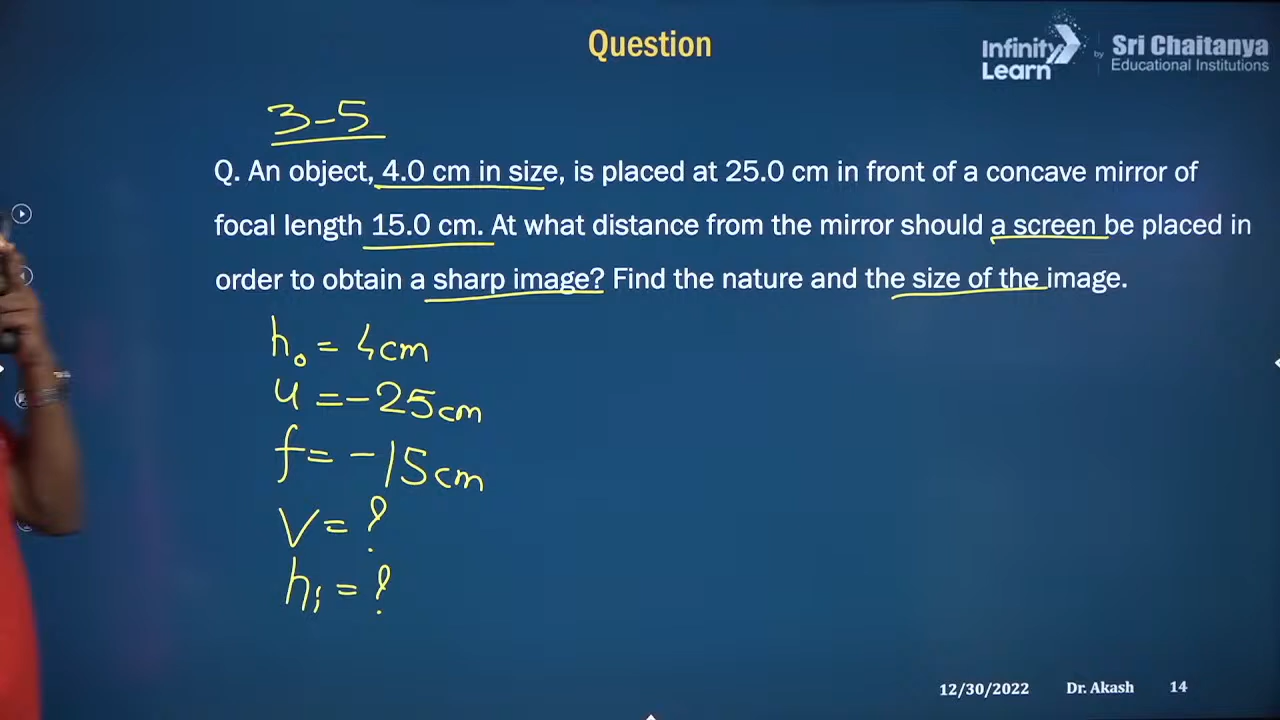 Question
Infinity Learn by Sri Chaitanya Educational Institutions
3-5
Q. An object, 4.0 cm in size, is placed at 25.0 cm in front of a concave mirror of
focal length 15.0 cm. At what distance from the mirror should a screen be placed in
order to obtain a sharp image? Find the nature and the size of the image.
h₀ = 4cm
u = -25cm
f = -15cm
v = ?
hᵢ = ?
12/30/2022 Dr. Akash 14